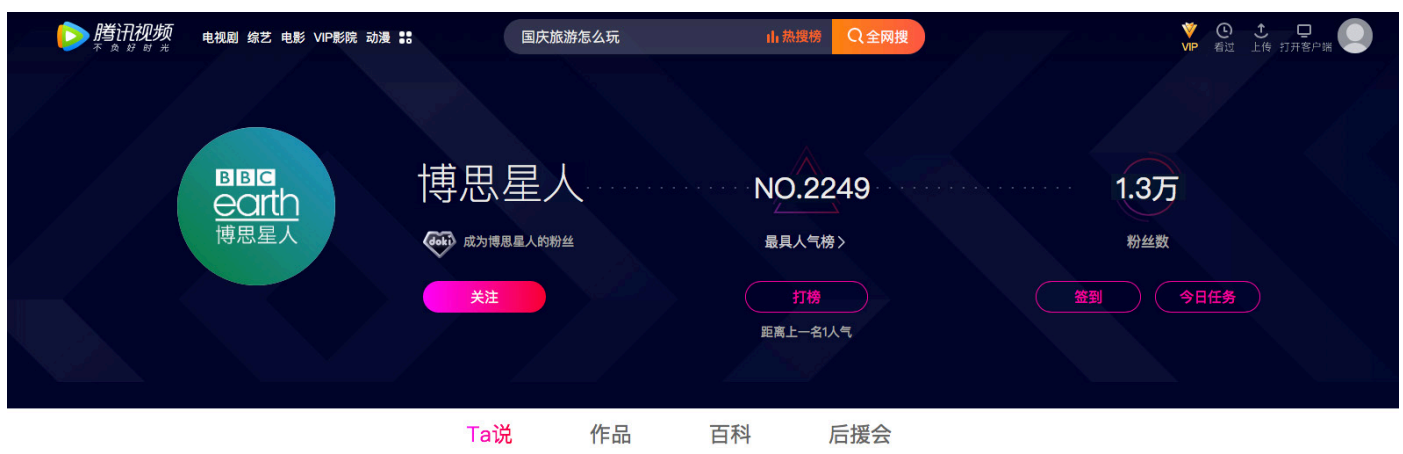 腾讯视频
不负好时光
电视剧 综艺 电影 VIP影院 动漫
国庆旅游怎么玩
热搜榜
全网搜
VIP
看过
上传
打开客户端
BBC
earth
博思星人
博思星人
NO.2249
1.3万
doki
成为博思星人的粉丝
最具人气榜
粉丝数
关注
打榜
签到
今日任务
距离上一名1人气
Ta说
作品
百科
后援会